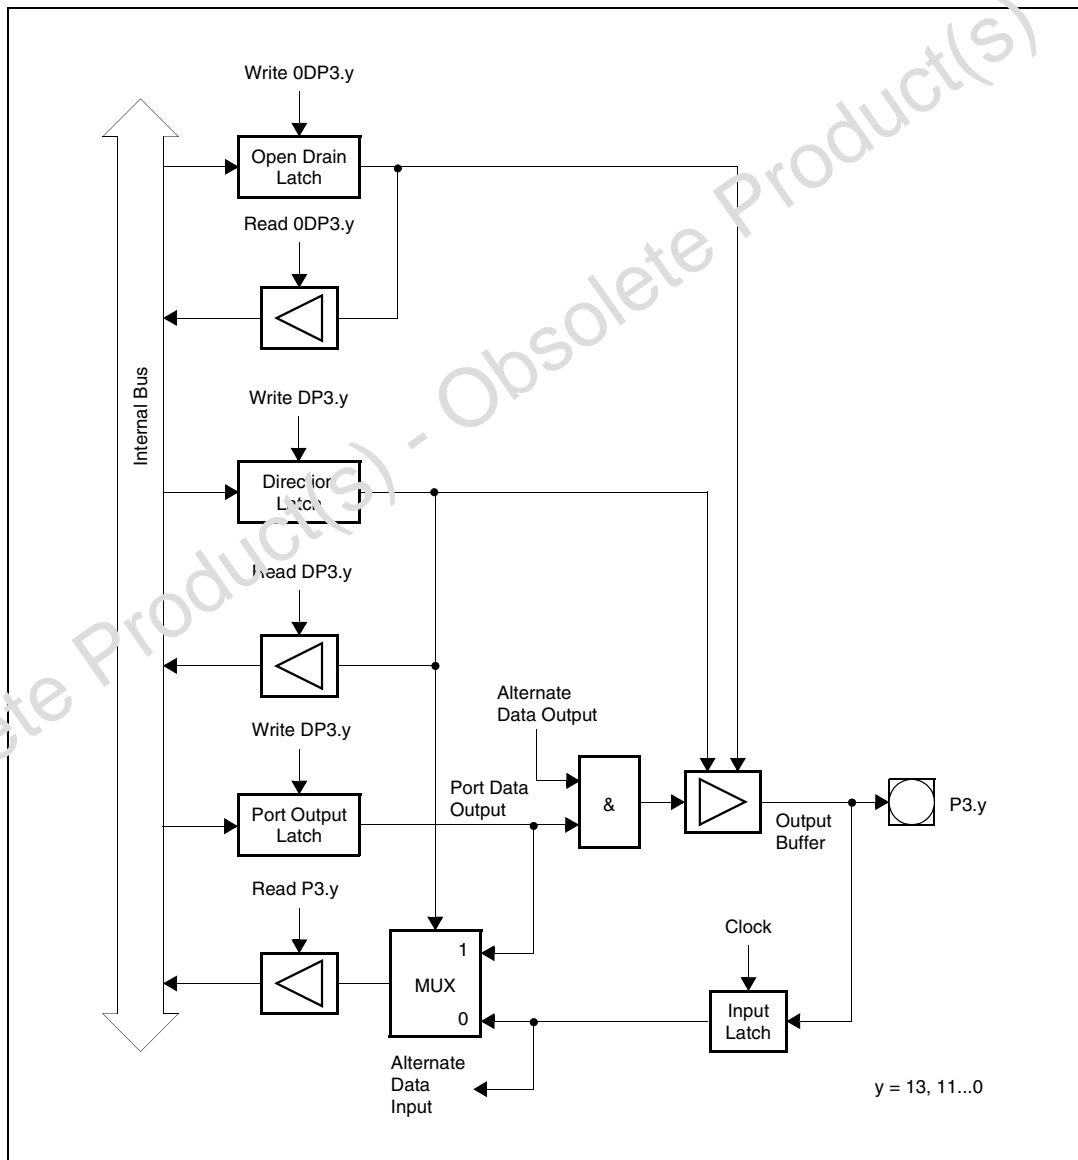 Write 0DP3.y
Open Drain
Latch
Read 0DP3.y
Internal Bus
Write DP3.y
Direction
Latch
Read DP3.y
Alternate
Data Output
Write DP3.y
Port Data
Output
Port Output
Latch
&
Output
Buffer
P3.y
Read P3.y
Clock
1
MUX
0
Input
Latch
Alternate
Data
Input
y = 13, 11...0
ete Product(s) - Obsolete Product(s)